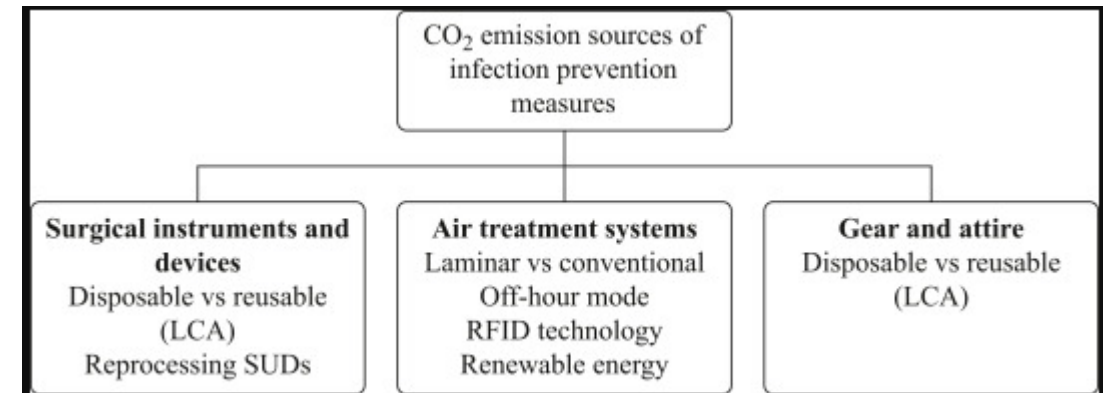 CO₂ emission sources of
infection prevention
measures
Surgical instruments and
devices
Disposable vs reusable
(LCA)
Reprocessing SUDs
Air treatment systems
Laminar vs conventional
Off-hour mode
RFID technology
Renewable energy
Gear and attire
Disposable vs reusable
(LCA)